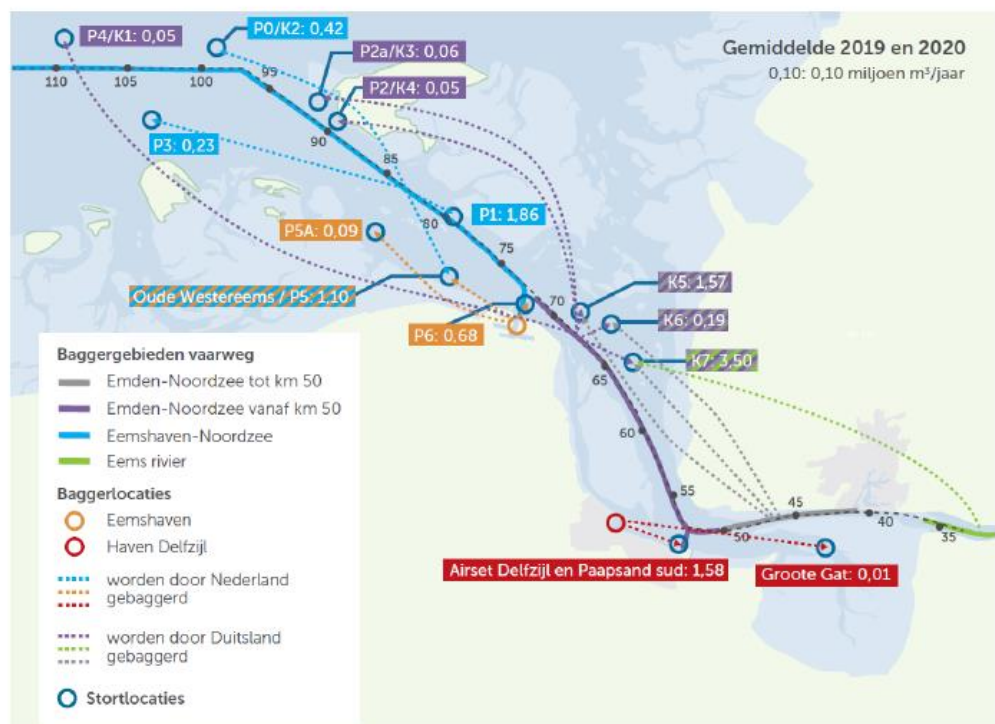 P4/K1: 0,05
P0/K2: 0,42
P2a/K3: 0,06
P2/K4: 0,05
Gemiddelde 2019 en 2020
0,10: 0,10 miljoen m³/jaar
110
105
100
95
90
85
80
75
70
65
60
55
50
45
40
35
P3: 0,23
P1: 1,86
P5A: 0,09
Oude Westereems / P5: 1,10
P6: 0,68
K5: 1,57
K6: 0,19
K7: 3,50
Airset Delfzijl en Paapsand sud: 1,58
Groote Gat: 0,01
Baggergebieden vaarweg
Emden-Noordzee tot km 50
Emden-Noordzee vanaf km 50
Eemshaven-Noordzee
Eems rivier
Baggerlocaties
Eemshaven
Haven Delfzijl
worden door Nederland
gebaggerd
worden door Duitsland
gebaggerd
Stortlocaties